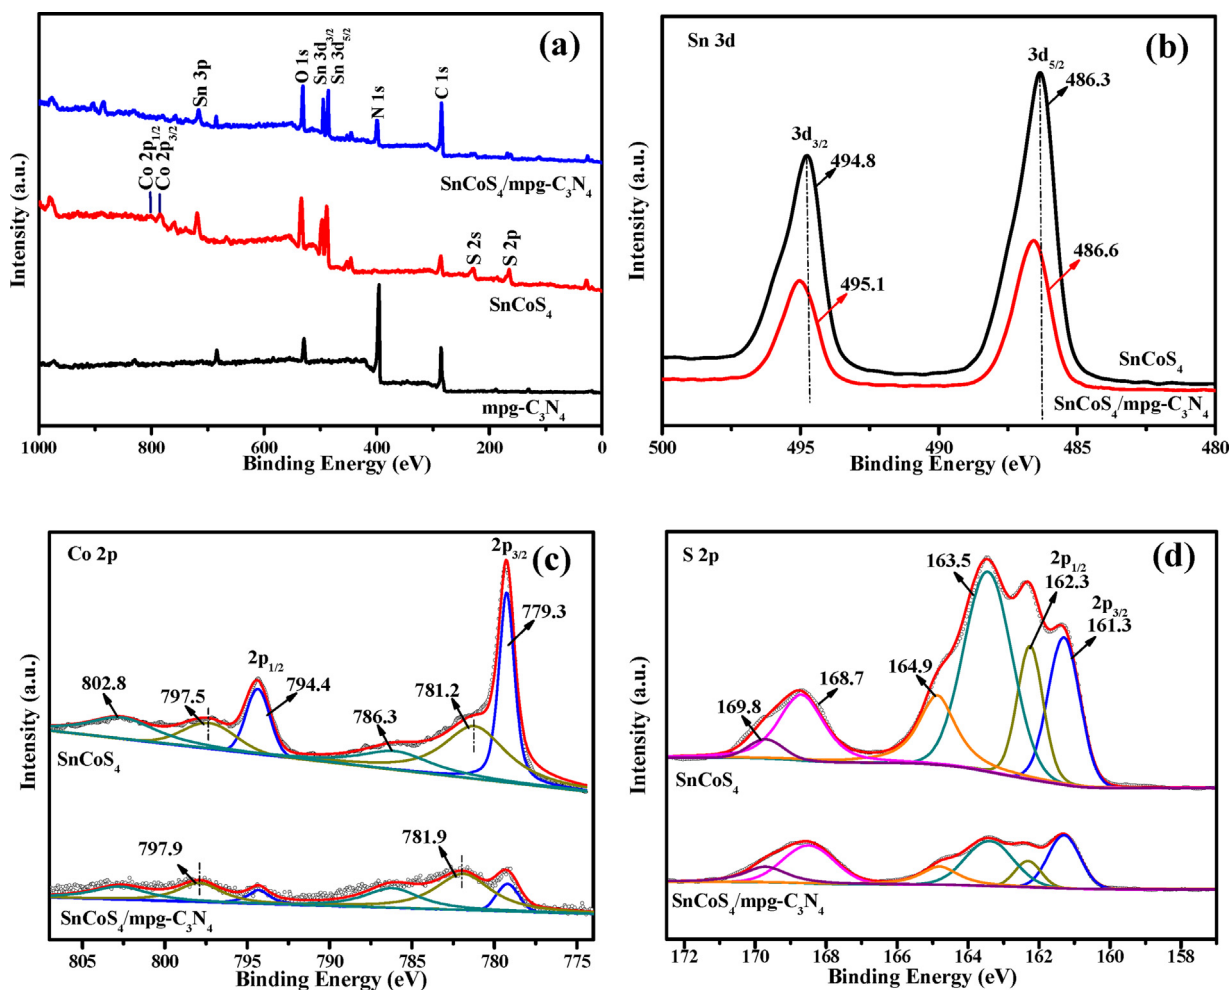 (a)
Sn 3p
O 1s
Sn 3d3/2
Sn 3d5/2
N 1s
C 1s
SnCoS4/mpg-C3N4
Co 2p1/2
Co 2p3/2
S 2s
S 2p
SnCoS4
mpg-C3N4
Intensity (a.u.)
1000 800 600 400 200 0
Binding Energy (eV)
Sn 3d
(b)
3d5/2
486.3
3d3/2
494.8
486.6
495.1
SnCoS4
SnCoS4/mpg-C3N4
Intensity (a.u.)
500 495 490 485 480
Binding Energy (eV)
Co 2p
(c)
2p3/2
779.3
2p1/2
802.8
797.5
794.4
781.2
786.3
SnCoS4
797.9
781.9
SnCoS4/mpg-C3N4
Intensity (a.u.)
805 800 795 790 785 780 775
Binding Energy (eV)
S 2p
(d)
163.5
2p1/2
162.3
2p3/2
161.3
164.9
168.7
169.8
SnCoS4
SnCoS4/mpg-C3N4
Intensity (a.u.)
172 170 168 166 164 162 160 158
Binding Energy (eV)